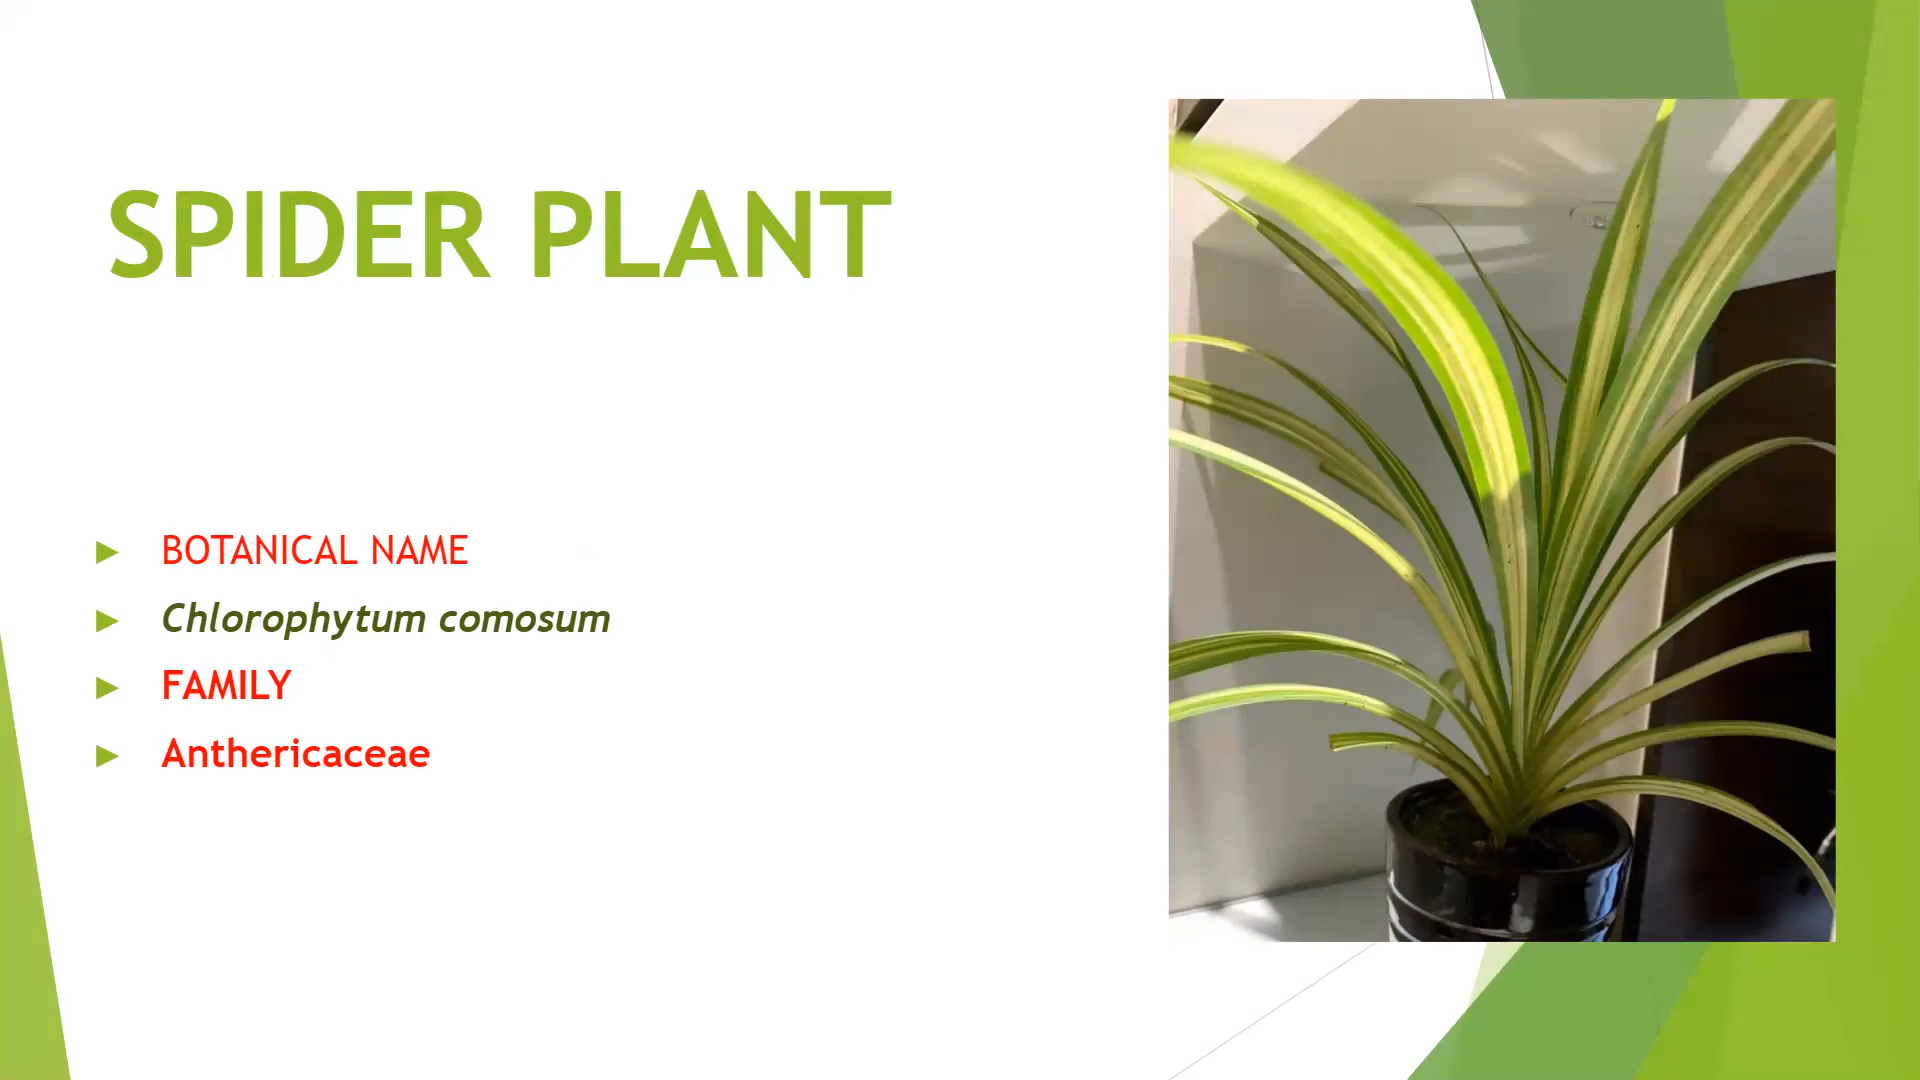 SPIDER PLANT
BOTANICAL NAME
Chlorophytum comosum
FAMILY
Anthericaceae